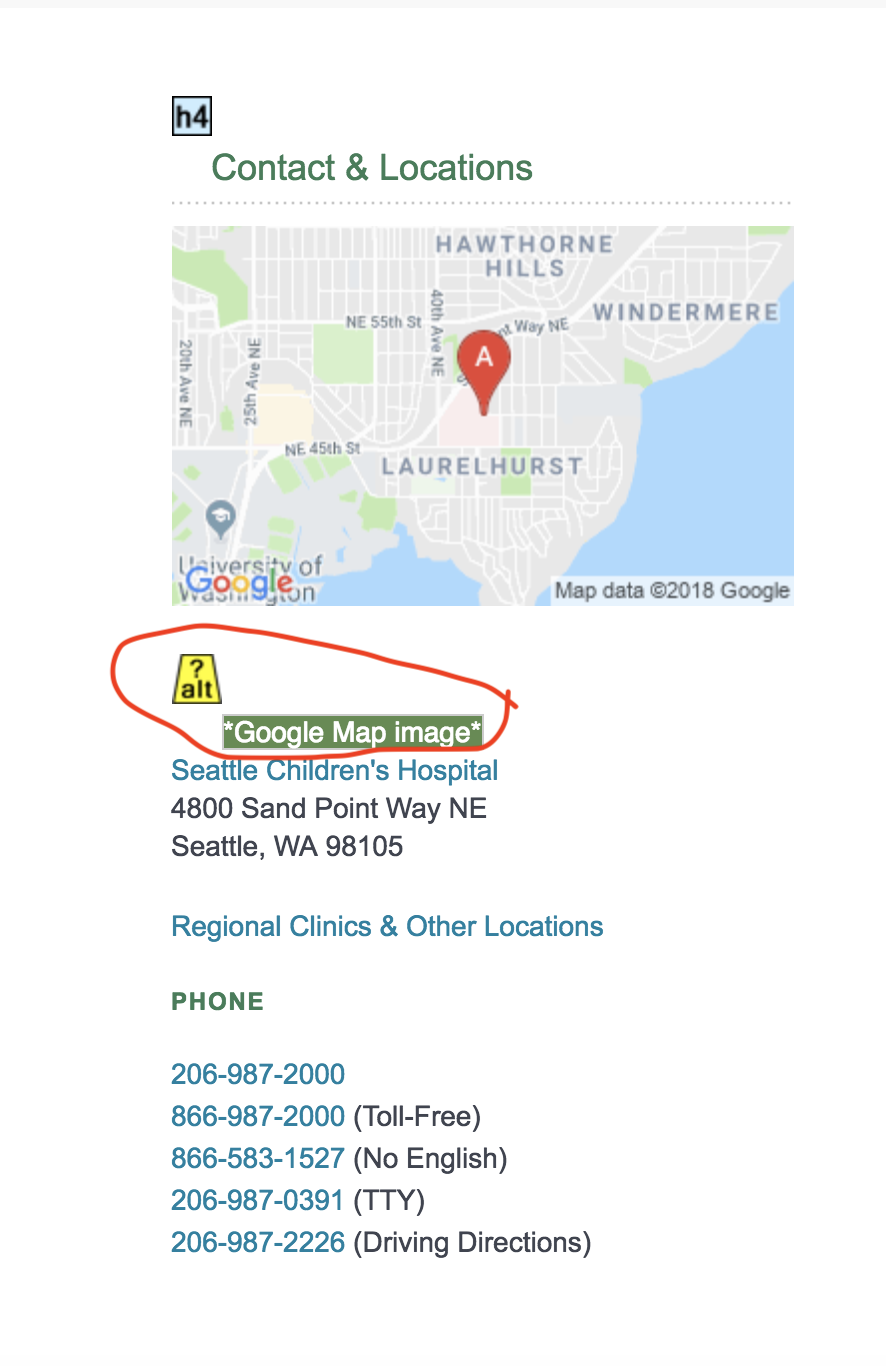 h4
Contact & Locations
HAWTHORNE
HILLS
WINDERMERE
NE 55th St
40th Ave NE
nt Way NE
A
20th Ave NE
25th Ave NE
NE 45th St
LAURELHURST
University of
Washington
Google
Map data ©2018 Google
?
alt
*Google Map image*
Seattle Children's Hospital
4800 Sand Point Way NE
Seattle, WA 98105
Regional Clinics & Other Locations
PHONE
206-987-2000
866-987-2000 (Toll-Free)
866-583-1527 (No English)
206-987-0391 (TTY)
206-987-2226 (Driving Directions)